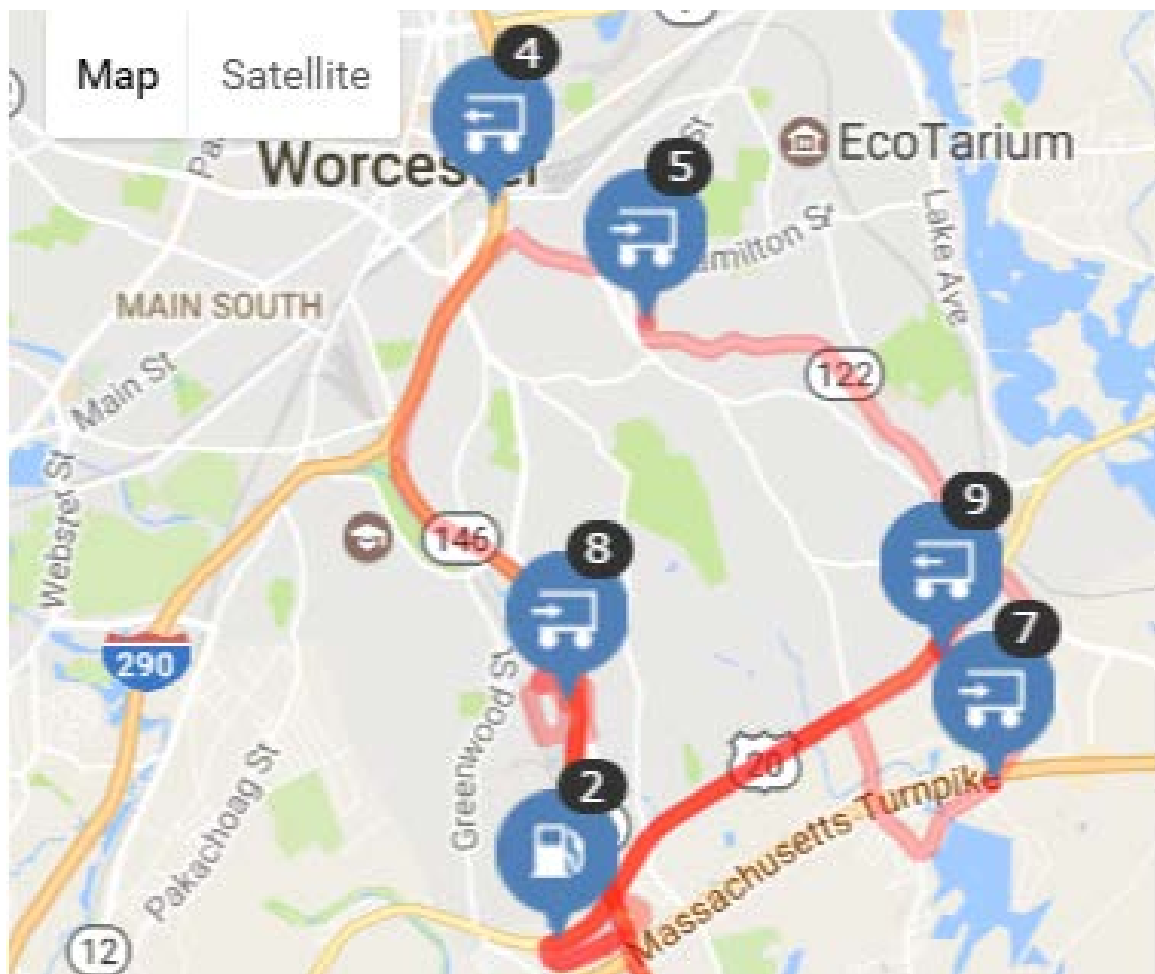 Map
Satellite
4
Worcester
5
EcoTarium
St
Hamilton St
Lake Ave
MAIN SOUTH
Main St
122
Webster St
9
146
8
7
290
Greenwood St
20
2
Massachusetts Turnpike
Pakachoag St
12